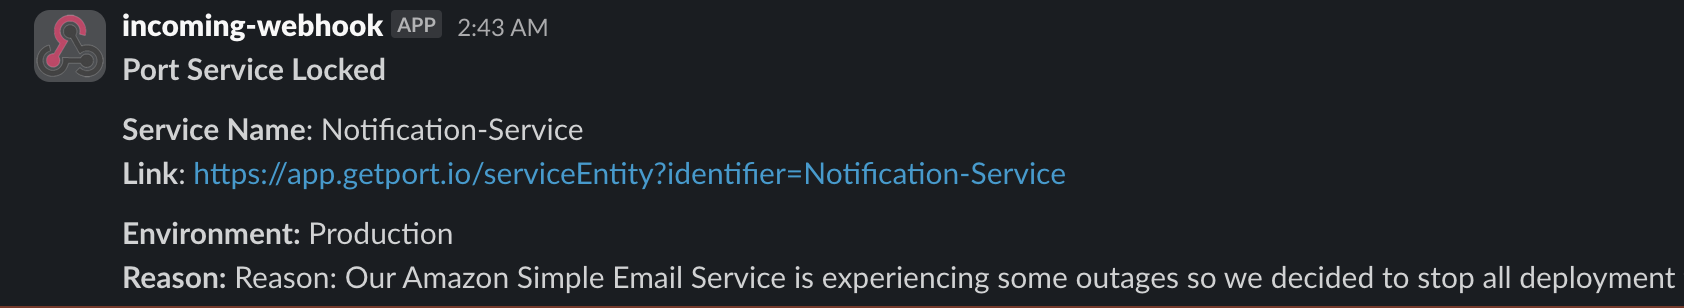 incoming-webhook APP 2:43 AM
Port Service Locked
Service Name: Notification-Service
Link: https://app.getport.io/serviceEntity?identifier=Notification-Service
Environment: Production
Reason: Reason: Our Amazon Simple Email Service is experiencing some outages so we decided to stop all deployment